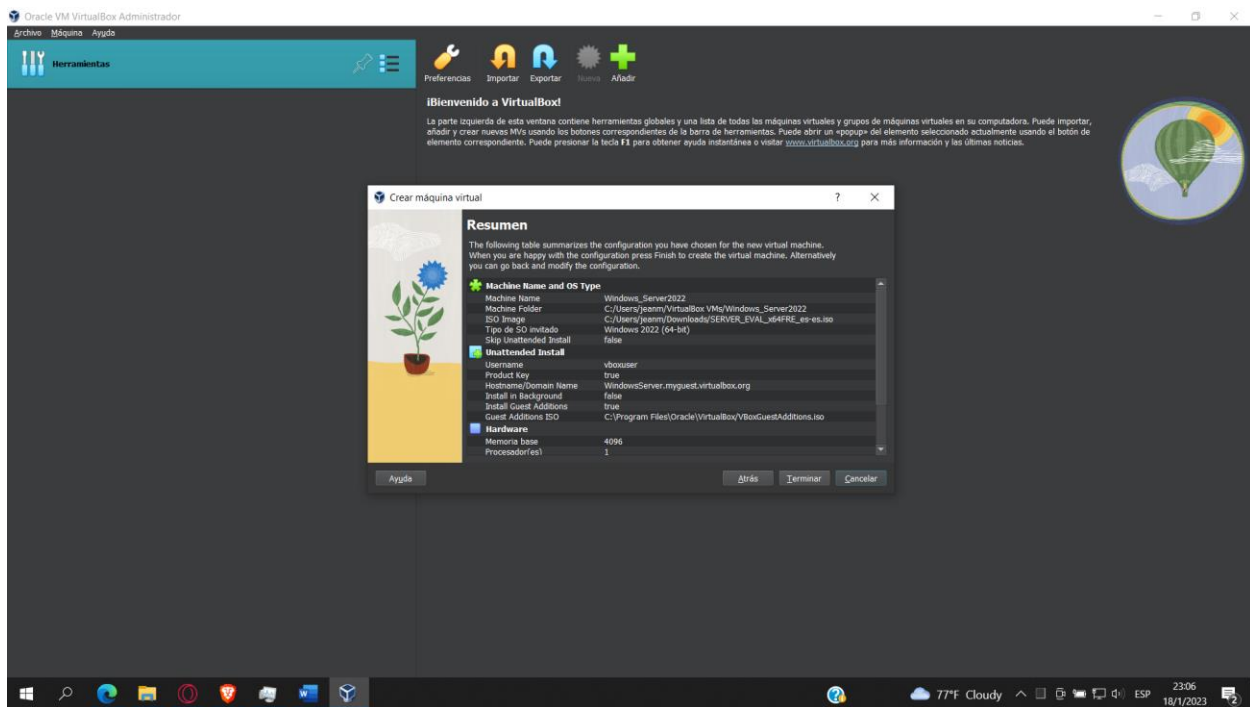 Oracle VM VirtualBox Administrador
Archivo Máquina Ayuda
Herramientas
Preferencias Importar Exportar Nueva Añadir
¡Bienvenido a VirtualBox!
La parte izquierda de esta ventana contiene herramientas globales y una lista de todas las máquinas virtuales y grupos de máquinas virtuales en su computadora. Puede importar,
añadir y crear nuevas MVs usando los botones correspondientes de la barra de herramientas. Puede abrir un «popup» del elemento seleccionado actualmente usando el botón de
elemento correspondiente. Puede presionar la tecla F1 para obtener ayuda instantánea o visitar www.virtualbox.org para más información y las últimas noticias.
Crear máquina virtual ?
Resumen
The following table summarizes the configuration you have chosen for the new virtual machine.
When you are happy with the configuration press Finish to create the virtual machine. Alternatively
you can go back and modify the configuration.
Machine Name and OS Type
Machine Name Windows_Server2022
Machine Folder C:/Users/jeanm/VirtualBox VMs/Windows_Server2022
ISO Image C:/Users/jeanm/Downloads/SERVER_EVAL_x64FRE_es-es.iso
Tipo de SO invitado Windows 2022 (64-bit)
Skip Unattended Install false
Unattended Install
Username vboxuser
Product Key true
Hostname/Domain Name WindowsServer.myguest.virtualbox.org
Install in Background false
Install Guest Additions true
Guest Additions ISO C:\Program Files\Oracle\VirtualBox/VBoxGuestAdditions.iso
Hardware
Memoria base 4096
Procesador(es) 1
Ayuda Atrás Terminar Cancelar
77°F Cloudy ESP 23:06
18/1/2023 2